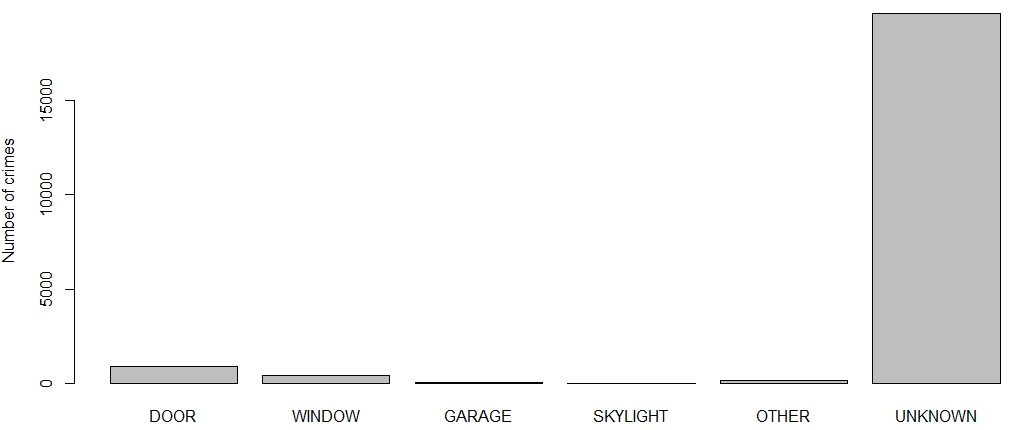 Number of crimes
15000
10000
5000
0
DOOR WINDOW GARAGE SKYLIGHT OTHER UNKNOWN